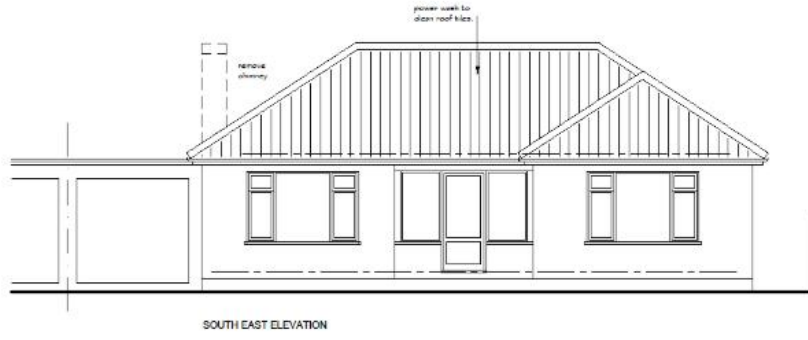 power wash to
clean roof tiles.
remove
chimney
SOUTH EAST ELEVATION